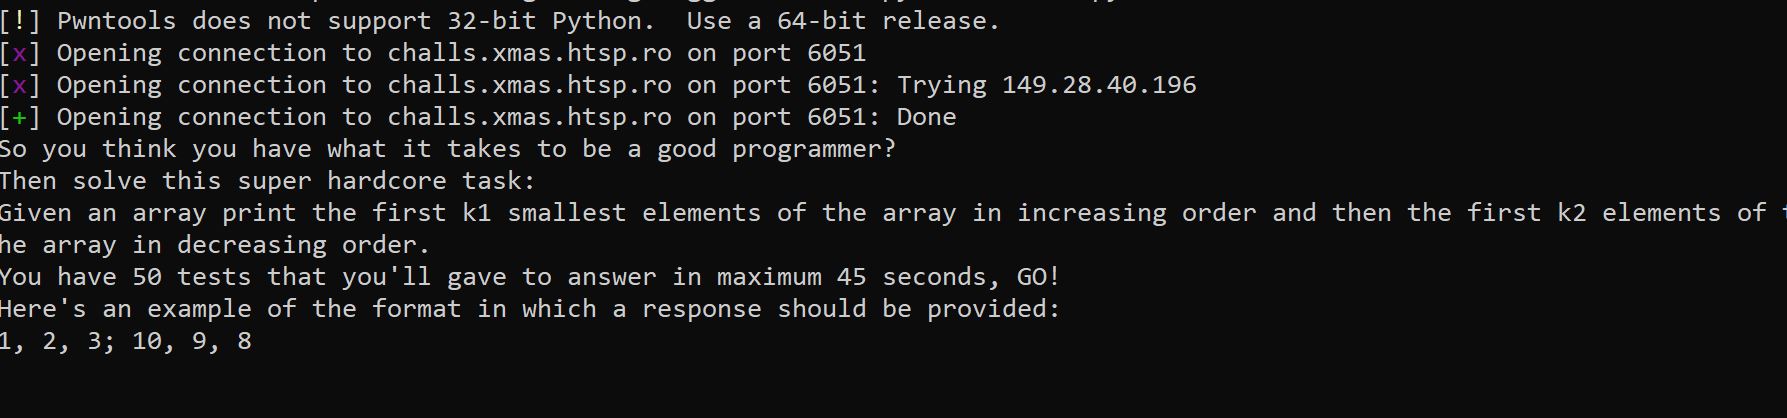 [!] Pwntools does not support 32-bit Python.  Use a 64-bit release.
[x] Opening connection to challs.xmas.htsp.ro on port 6051
[x] Opening connection to challs.xmas.htsp.ro on port 6051: Trying 149.28.40.196
[+] Opening connection to challs.xmas.htsp.ro on port 6051: Done
So you think you have what it takes to be a good programmer?
Then solve this super hardcore task:
Given an array print the first k1 smallest elements of the array in increasing order and then the first k2 elements of t
he array in decreasing order.
You have 50 tests that you'll gave to answer in maximum 45 seconds, GO!
Here's an example of the format in which a response should be provided:
1, 2, 3; 10, 9, 8